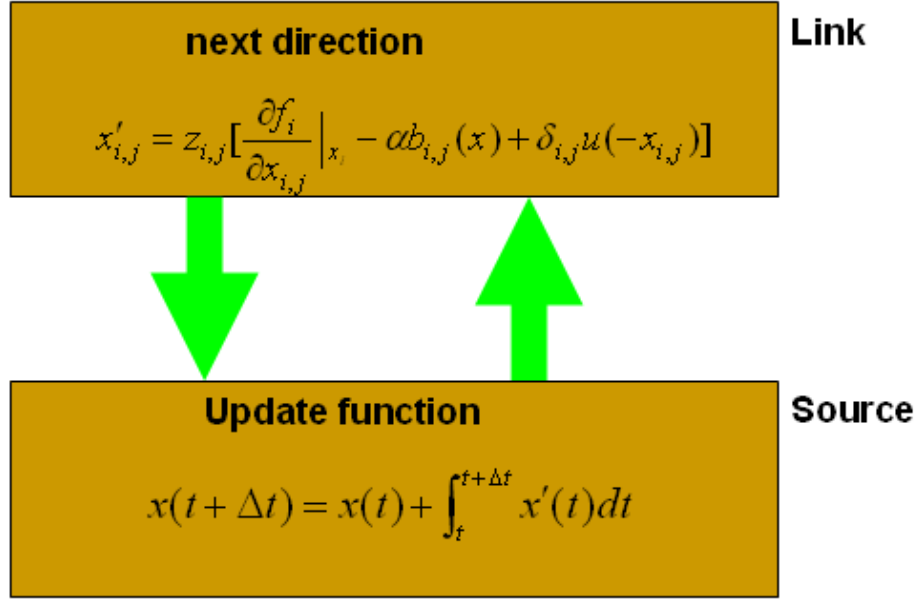 next direction
Link
x′_{i,j} = z_{i,j}[∂f_i/∂x_{i,j}|_{x_i} − αb_{i,j}(x) + δ_{i,j}u(−x_{i,j})]
Update function
Source
x(t + Δt) = x(t) + ∫_t^{t+Δt} x′(t)dt